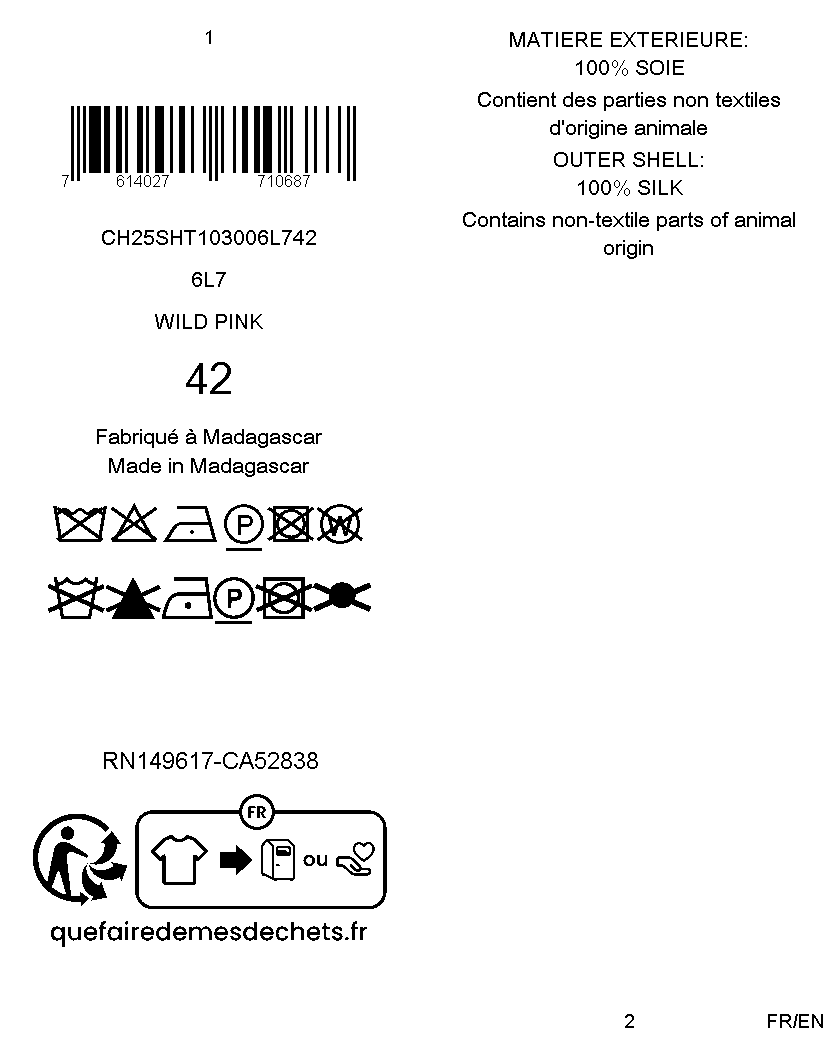 1
7 614027 710687
CH25SHT103006L742
6L7
WILD PINK
42
Fabriqué à Madagascar
Made in Madagascar
P
W
P
RN149617-CA52838
FR
ou
quefairedemesdechets.fr
MATIERE EXTERIEURE:
100% SOIE
Contient des parties non textiles
d'origine animale
OUTER SHELL:
100% SILK
Contains non-textile parts of animal
origin
2
FR/EN